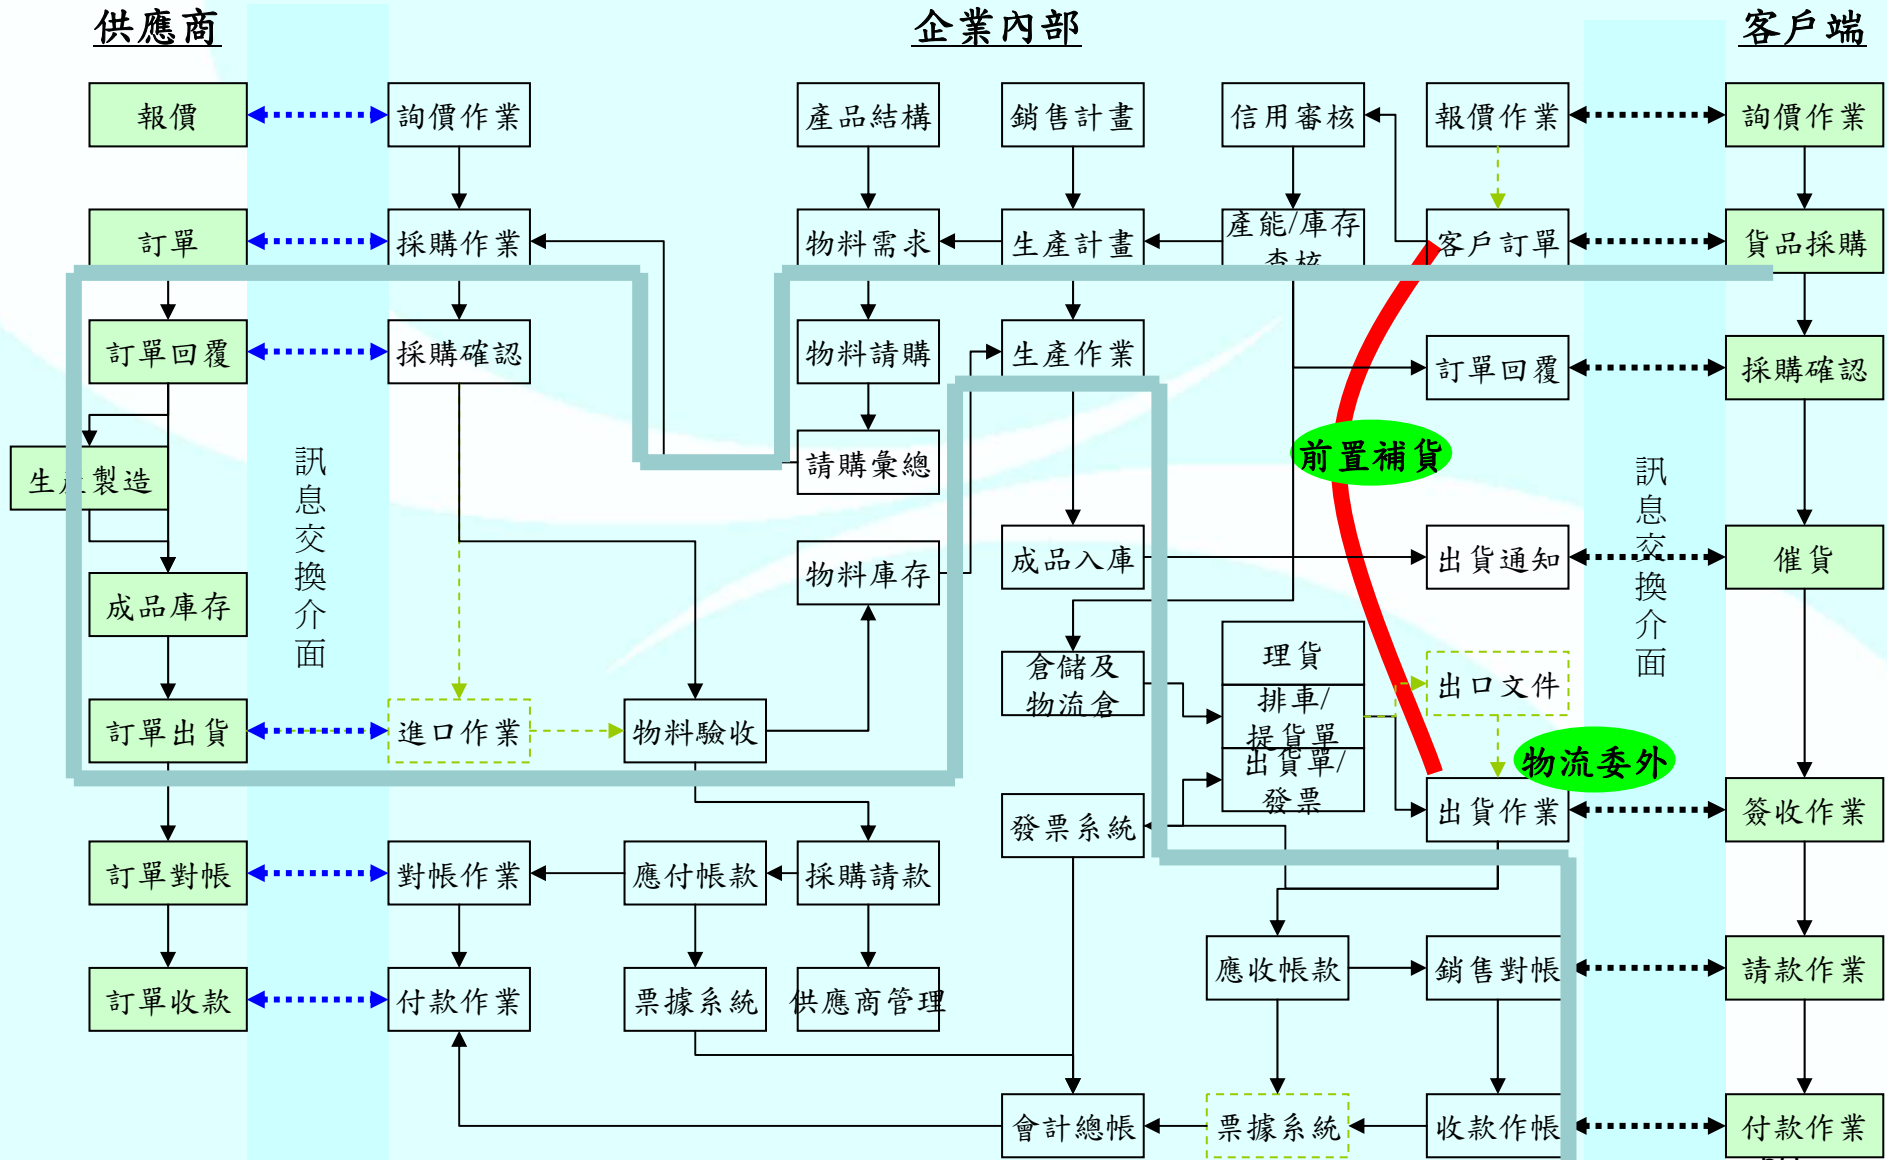 供應商
企業內部
客戶端
報價
詢價作業
產品結構
銷售計畫
信用審核
報價作業
詢價作業
訂單
採購作業
物料需求
生產計畫
產能/庫存
查核
客戶訂單
貨品採購
訂單回覆
採購確認
物料請購
生產作業
訂單回覆
採購確認
前置補貨
生產製造
請購彙總
訊息交換介面
訊息交換介面
成品庫存
物料庫存
成品入庫
出貨通知
催貨
倉儲及
物流倉
理貨
排車/
提貨單
出貨單/
發票
出口文件
訂單出貨
進口作業
物料驗收
物流委外
發票系統
出貨作業
簽收作業
訂單對帳
對帳作業
應付帳款
採購請款
應收帳款
銷售對帳
請款作業
訂單收款
付款作業
票據系統
供應商管理
會計總帳
票據系統
收款作帳
付款作業